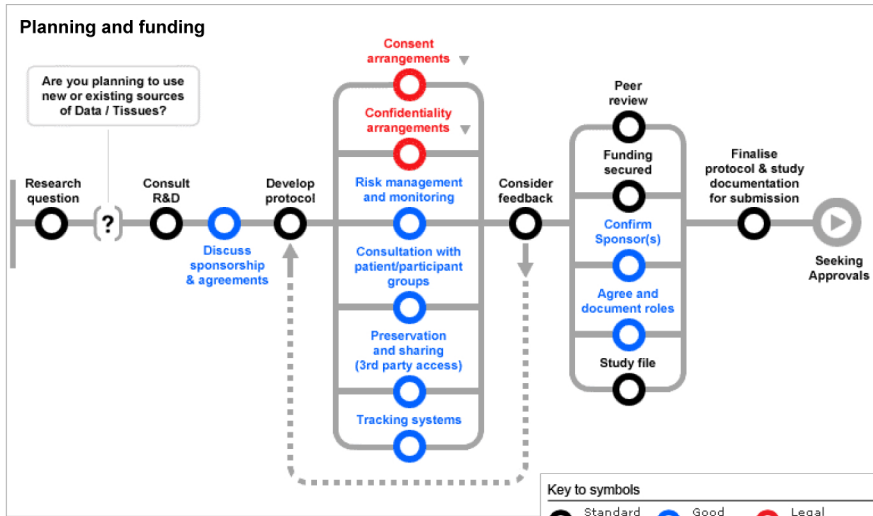 Planning and funding
Are you planning to use
new or existing sources
of Data / Tissues?
Research
question
?
Consult
R&D
Discuss
sponsorship
& agreements
Develop
protocol
Consent
arrangements
Confidentiality
arrangements
Risk management
and monitoring
Consultation with
patient/participant
groups
Preservation
and sharing
(3rd party access)
Tracking systems
Consider
feedback
Peer
review
Funding
secured
Confirm
Sponsor(s)
Agree and
document roles
Study file
Finalise
protocol & study
documentation
for submission
Seeking
Approvals
Key to symbols
Standard
Good
Legal